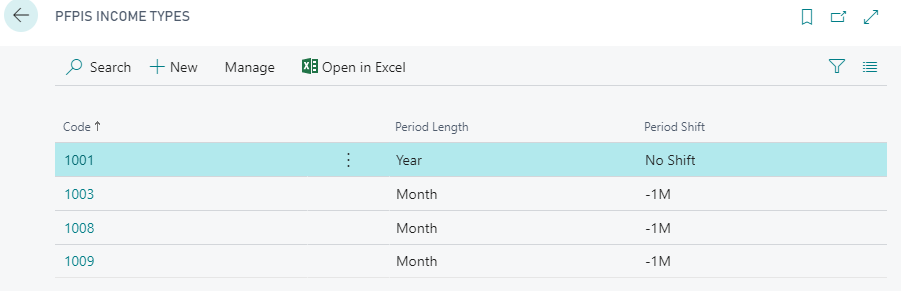 PFPIS INCOME TYPES
Search New Manage Open in Excel
Code ↑ Period Length Period Shift
1001 Year No Shift
1003 Month -1M
1008 Month -1M
1009 Month -1M